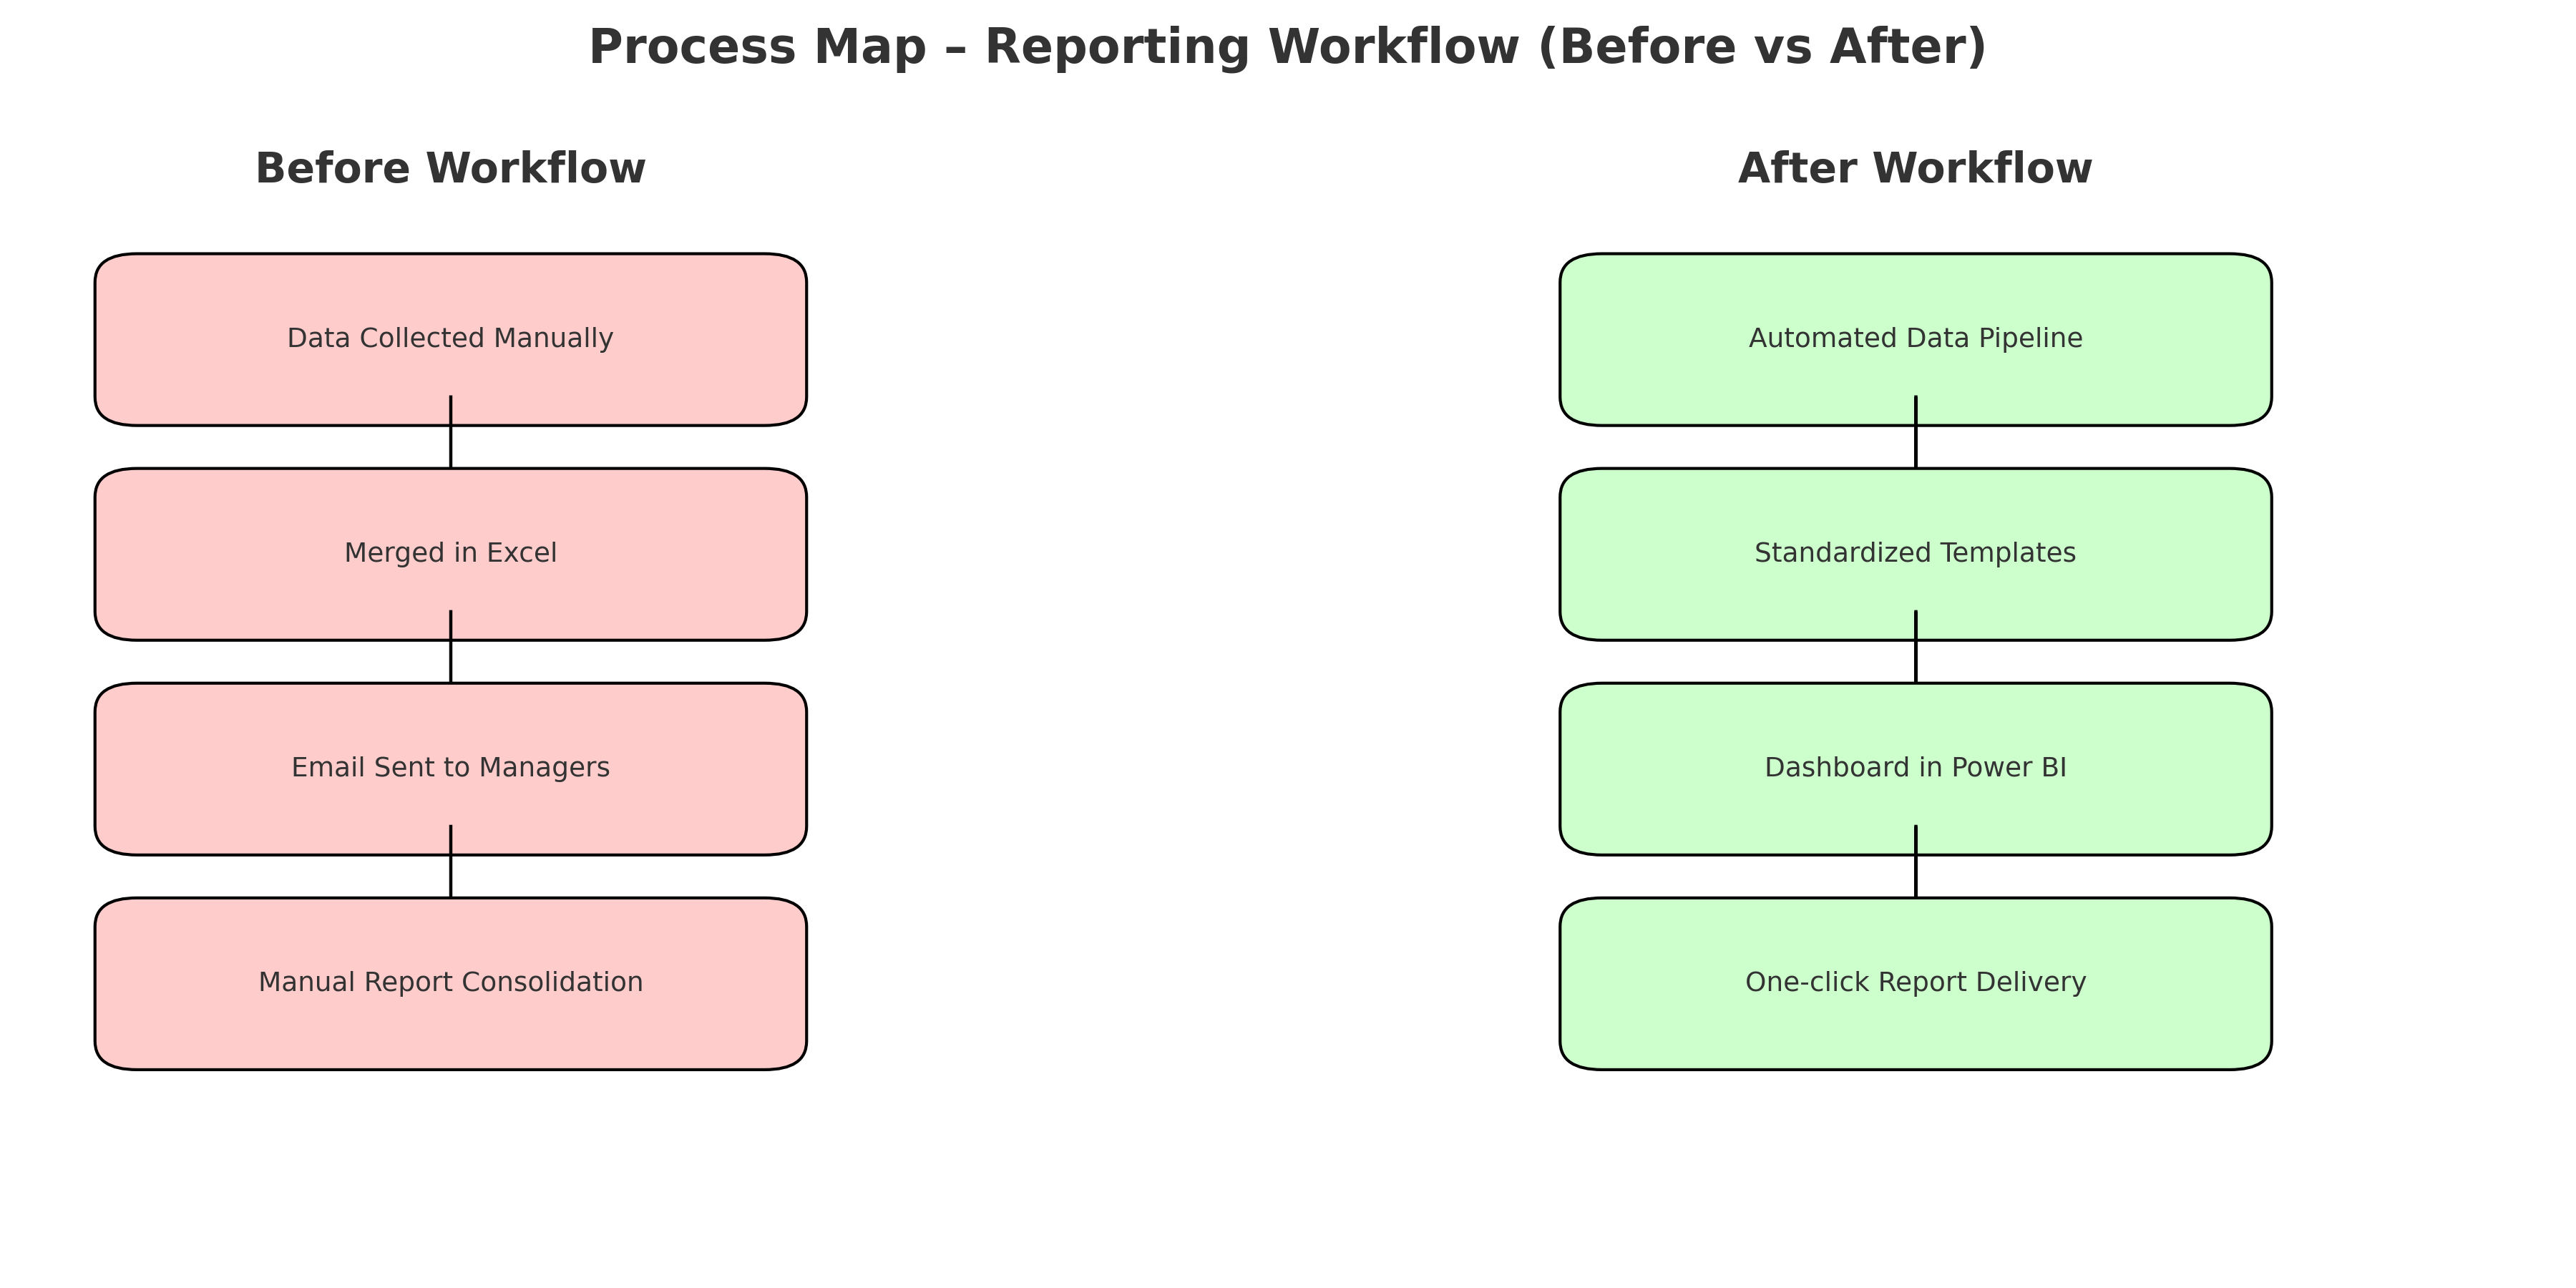 Process Map – Reporting Workflow (Before vs After)
Before Workflow
Data Collected Manually
Merged in Excel
Email Sent to Managers
Manual Report Consolidation
After Workflow
Automated Data Pipeline
Standardized Templates
Dashboard in Power BI
One-click Report Delivery